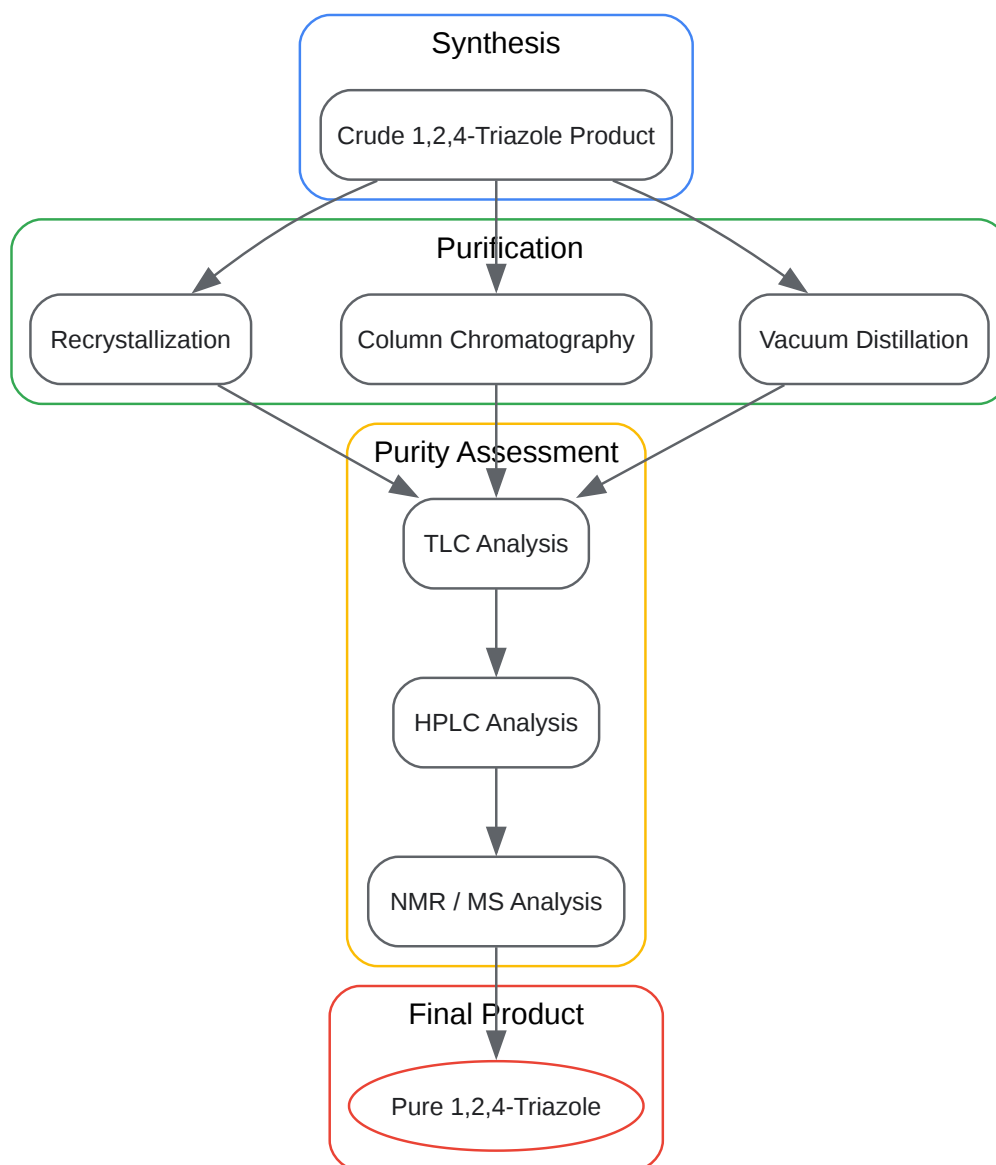 Synthesis
Crude 1,2,4-Triazole Product
Purification
Recrystallization
Column Chromatography
Vacuum Distillation
Purity Assessment
TLC Analysis
HPLC Analysis
NMR / MS Analysis
Final Product
Pure 1,2,4-Triazole